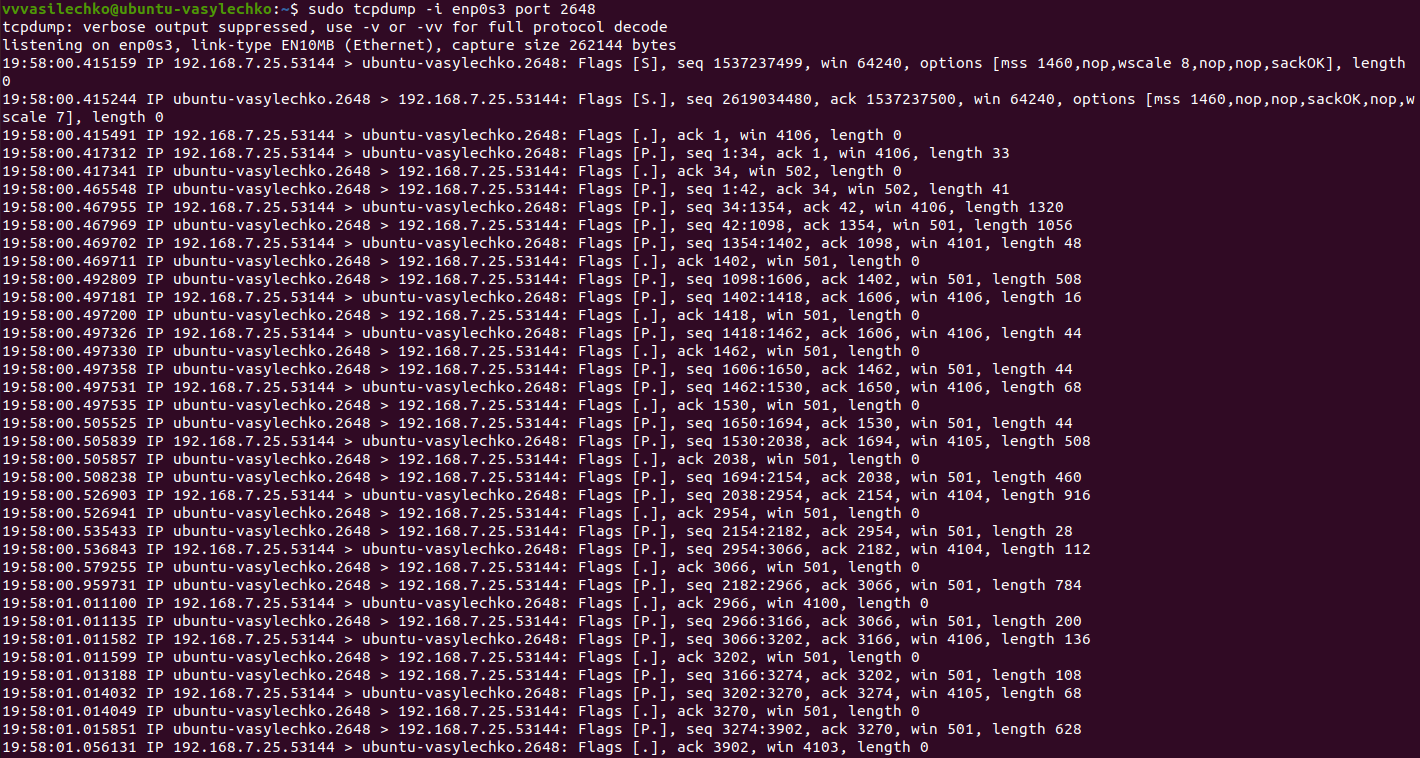 vvvasilechko@ubuntu-vasylechko:~$ sudo tcpdump -i enp0s3 port 2648
tcpdump: verbose output suppressed, use -v or -vv for full protocol decode
listening on enp0s3, link-type EN10MB (Ethernet), capture size 262144 bytes
19:58:00.415159 IP 192.168.7.25.53144 > ubuntu-vasylechko.2648: Flags [S], seq 1537237499, win 64240, options [mss 1460,nop,wscale 8,nop,nop,sackOK], length
0
19:58:00.415244 IP ubuntu-vasylechko.2648 > 192.168.7.25.53144: Flags [S.], seq 2619034480, ack 1537237500, win 64240, options [mss 1460,nop,nop,sackOK,nop,w
scale 7], length 0
19:58:00.415491 IP 192.168.7.25.53144 > ubuntu-vasylechko.2648: Flags [.], ack 1, win 4106, length 0
19:58:00.417312 IP 192.168.7.25.53144 > ubuntu-vasylechko.2648: Flags [P.], seq 1:34, ack 1, win 4106, length 33
19:58:00.417341 IP ubuntu-vasylechko.2648 > 192.168.7.25.53144: Flags [.], ack 34, win 502, length 0
19:58:00.465548 IP ubuntu-vasylechko.2648 > 192.168.7.25.53144: Flags [P.], seq 1:42, ack 34, win 502, length 41
19:58:00.467955 IP 192.168.7.25.53144 > ubuntu-vasylechko.2648: Flags [P.], seq 34:1354, ack 42, win 4106, length 1320
19:58:00.467969 IP ubuntu-vasylechko.2648 > 192.168.7.25.53144: Flags [P.], seq 42:1098, ack 1354, win 501, length 1056
19:58:00.469702 IP 192.168.7.25.53144 > ubuntu-vasylechko.2648: Flags [P.], seq 1354:1402, ack 1098, win 4101, length 48
19:58:00.469711 IP ubuntu-vasylechko.2648 > 192.168.7.25.53144: Flags [.], ack 1402, win 501, length 0
19:58:00.492809 IP ubuntu-vasylechko.2648 > 192.168.7.25.53144: Flags [P.], seq 1098:1606, ack 1402, win 501, length 508
19:58:00.497181 IP 192.168.7.25.53144 > ubuntu-vasylechko.2648: Flags [P.], seq 1402:1418, ack 1606, win 4106, length 16
19:58:00.497200 IP ubuntu-vasylechko.2648 > 192.168.7.25.53144: Flags [.], ack 1418, win 501, length 0
19:58:00.497326 IP 192.168.7.25.53144 > ubuntu-vasylechko.2648: Flags [P.], seq 1418:1462, ack 1606, win 4106, length 44
19:58:00.497330 IP ubuntu-vasylechko.2648 > 192.168.7.25.53144: Flags [.], ack 1462, win 501, length 0
19:58:00.497358 IP ubuntu-vasylechko.2648 > 192.168.7.25.53144: Flags [P.], seq 1606:1650, ack 1462, win 501, length 44
19:58:00.497531 IP 192.168.7.25.53144 > ubuntu-vasylechko.2648: Flags [P.], seq 1462:1530, ack 1650, win 4106, length 68
19:58:00.497535 IP ubuntu-vasylechko.2648 > 192.168.7.25.53144: Flags [.], ack 1530, win 501, length 0
19:58:00.505525 IP ubuntu-vasylechko.2648 > 192.168.7.25.53144: Flags [P.], seq 1650:1694, ack 1530, win 501, length 44
19:58:00.505839 IP 192.168.7.25.53144 > ubuntu-vasylechko.2648: Flags [P.], seq 1530:2038, ack 1694, win 4105, length 508
19:58:00.505857 IP ubuntu-vasylechko.2648 > 192.168.7.25.53144: Flags [.], ack 2038, win 501, length 0
19:58:00.508238 IP ubuntu-vasylechko.2648 > 192.168.7.25.53144: Flags [P.], seq 1694:2154, ack 2038, win 501, length 460
19:58:00.526903 IP 192.168.7.25.53144 > ubuntu-vasylechko.2648: Flags [P.], seq 2038:2954, ack 2154, win 4104, length 916
19:58:00.526941 IP ubuntu-vasylechko.2648 > 192.168.7.25.53144: Flags [.], ack 2954, win 501, length 0
19:58:00.535433 IP ubuntu-vasylechko.2648 > 192.168.7.25.53144: Flags [P.], seq 2154:2182, ack 2954, win 501, length 28
19:58:00.536843 IP 192.168.7.25.53144 > ubuntu-vasylechko.2648: Flags [P.], seq 2954:3066, ack 2182, win 4104, length 112
19:58:00.579255 IP ubuntu-vasylechko.2648 > 192.168.7.25.53144: Flags [.], ack 3066, win 501, length 0
19:58:00.959731 IP ubuntu-vasylechko.2648 > 192.168.7.25.53144: Flags [P.], seq 2182:2966, ack 3066, win 501, length 784
19:58:01.011100 IP 192.168.7.25.53144 > ubuntu-vasylechko.2648: Flags [.], ack 2966, win 4100, length 0
19:58:01.011135 IP ubuntu-vasylechko.2648 > 192.168.7.25.53144: Flags [P.], seq 2966:3166, ack 3066, win 501, length 200
19:58:01.011582 IP 192.168.7.25.53144 > ubuntu-vasylechko.2648: Flags [P.], seq 3066:3202, ack 3166, win 4106, length 136
19:58:01.011599 IP ubuntu-vasylechko.2648 > 192.168.7.25.53144: Flags [.], ack 3202, win 501, length 0
19:58:01.013188 IP ubuntu-vasylechko.2648 > 192.168.7.25.53144: Flags [P.], seq 3166:3274, ack 3202, win 501, length 108
19:58:01.014032 IP 192.168.7.25.53144 > ubuntu-vasylechko.2648: Flags [P.], seq 3202:3270, ack 3274, win 4105, length 68
19:58:01.014049 IP ubuntu-vasylechko.2648 > 192.168.7.25.53144: Flags [.], ack 3270, win 501, length 0
19:58:01.015851 IP ubuntu-vasylechko.2648 > 192.168.7.25.53144: Flags [P.], seq 3274:3902, ack 3270, win 501, length 628
19:58:01.056131 IP 192.168.7.25.53144 > ubuntu-vasylechko.2648: Flags [.], ack 3902, win 4103, length 0